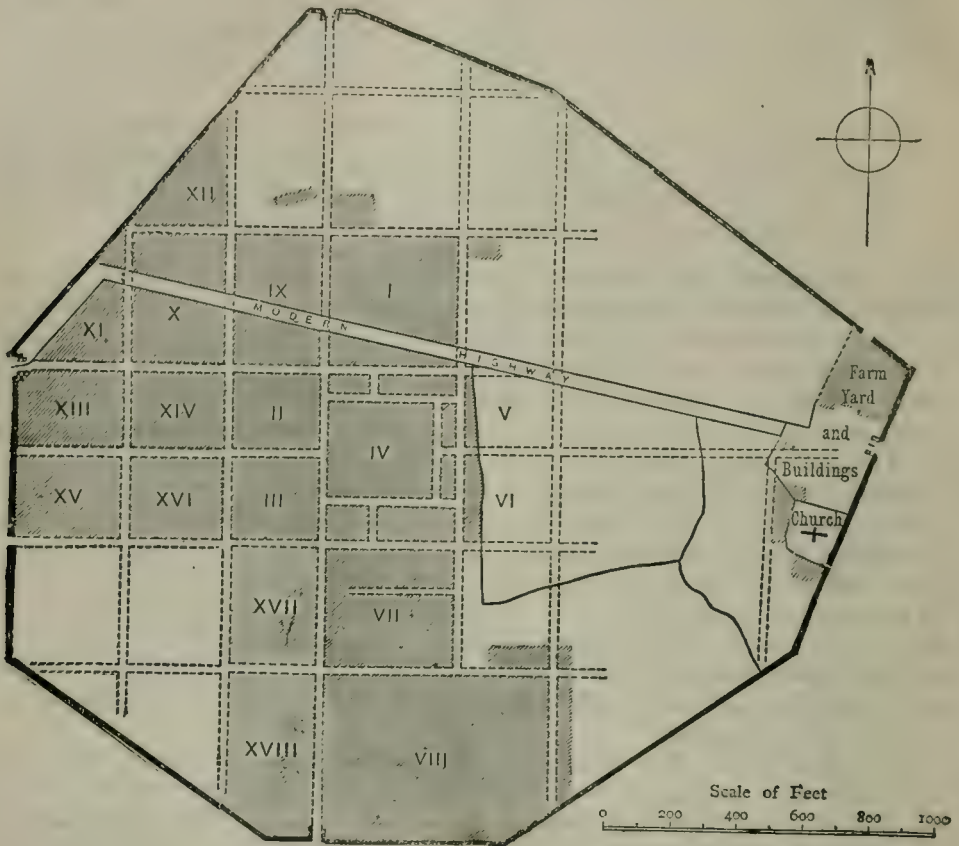 XII
IX
I
X
MODERN HIGHWAY
XI
Farm
Yard
XIII
XIV
II
IV
V
and
XV
XVI
III
VI
Buildings
Church
XVII
VII
XVIII
VIIJ
Scale of Feet
0 200 400 600 800 1000